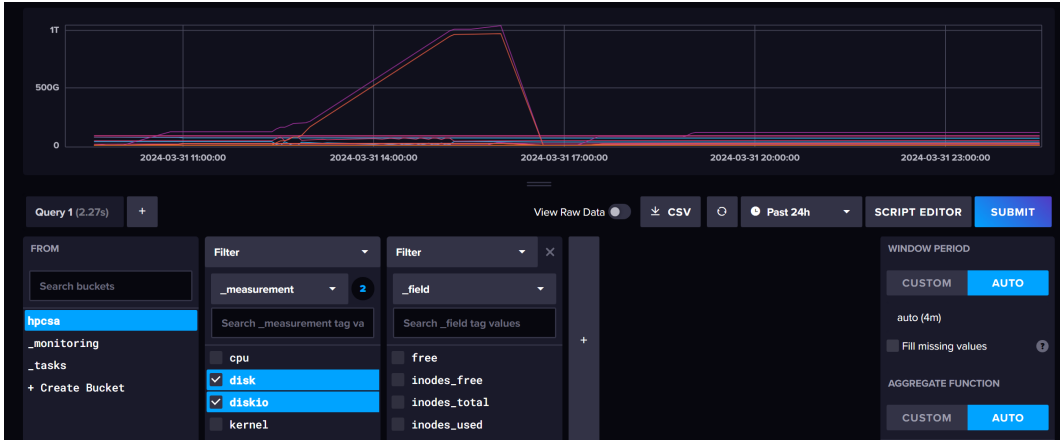 1T
500G
0
2024-03-31 11:00:00 2024-03-31 14:00:00 2024-03-31 17:00:00 2024-03-31 20:00:00 2024-03-31 23:00:00
Query 1 (2.27s) + View Raw Data CSV Past 24h SCRIPT EDITOR SUBMIT
FROM
Search buckets
hpcsa
_monitoring
_tasks
+ Create Bucket
Filter
_measurement 2
Search _measurement tag va
cpu
disk
diskio
kernel
Filter
_field
Search _field tag values
free
inodes_free
inodes_total
inodes_used
+
WINDOW PERIOD
CUSTOM AUTO
auto (4m)
Fill missing values ?
AGGREGATE FUNCTION
CUSTOM AUTO